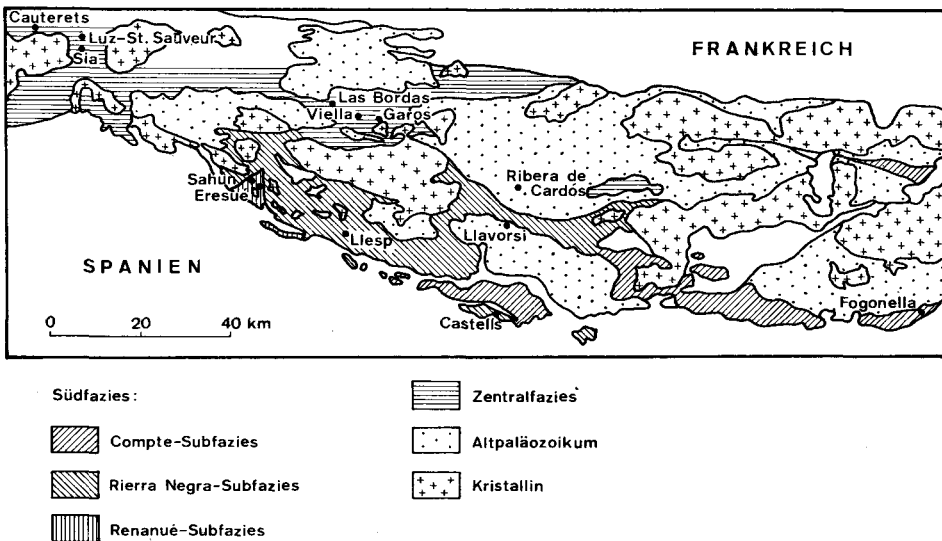 Cauterets
Luz-St. Sauveur
Sia
FRANKREICH
Las Bordas
Viella
Garos
Ribera de
Cardós
Sahún
Eresué
Llesp
Llavorsi
SPANIEN
Fogonella
0 20 40 km
Castells
Südfazies:
Zentralfazies
Compte-Subfazies
Altpaläozoikum
Rierra Negra-Subfazies
Kristallin
Renanué-Subfazies